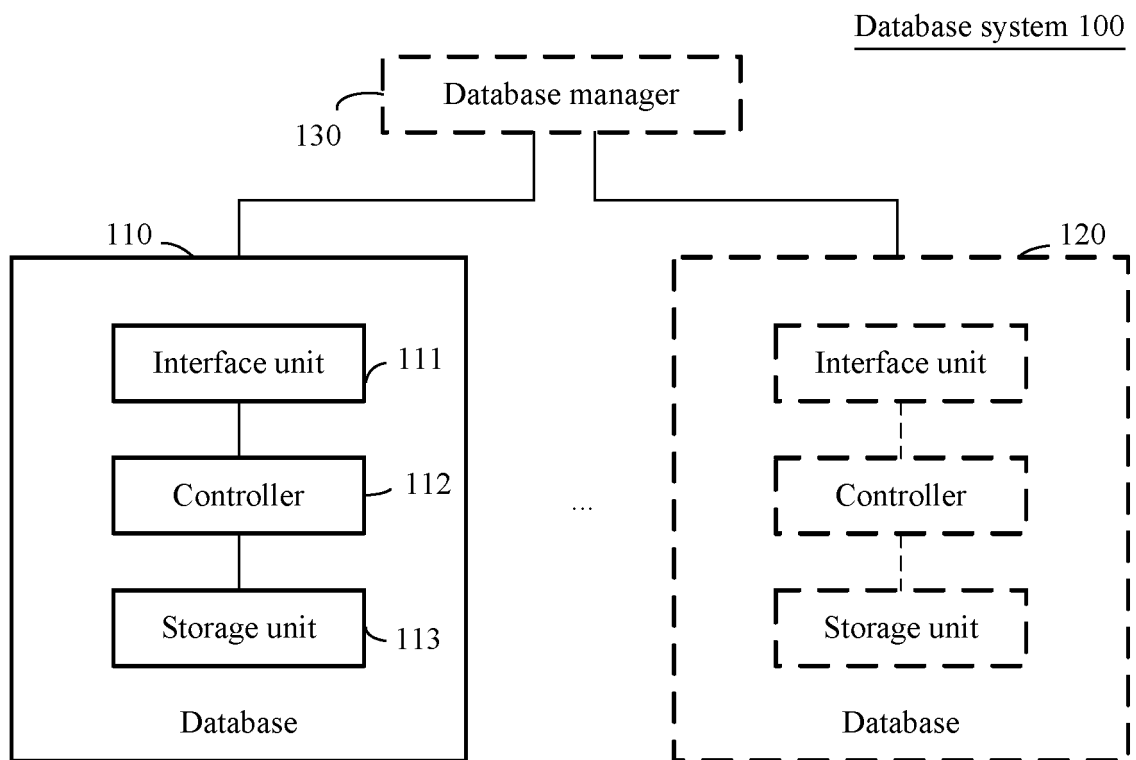 Database system 100
Database manager
130
110
120
Interface unit
111
Interface unit
Controller
112
...
Controller
Storage unit
113
Storage unit
Database
Database